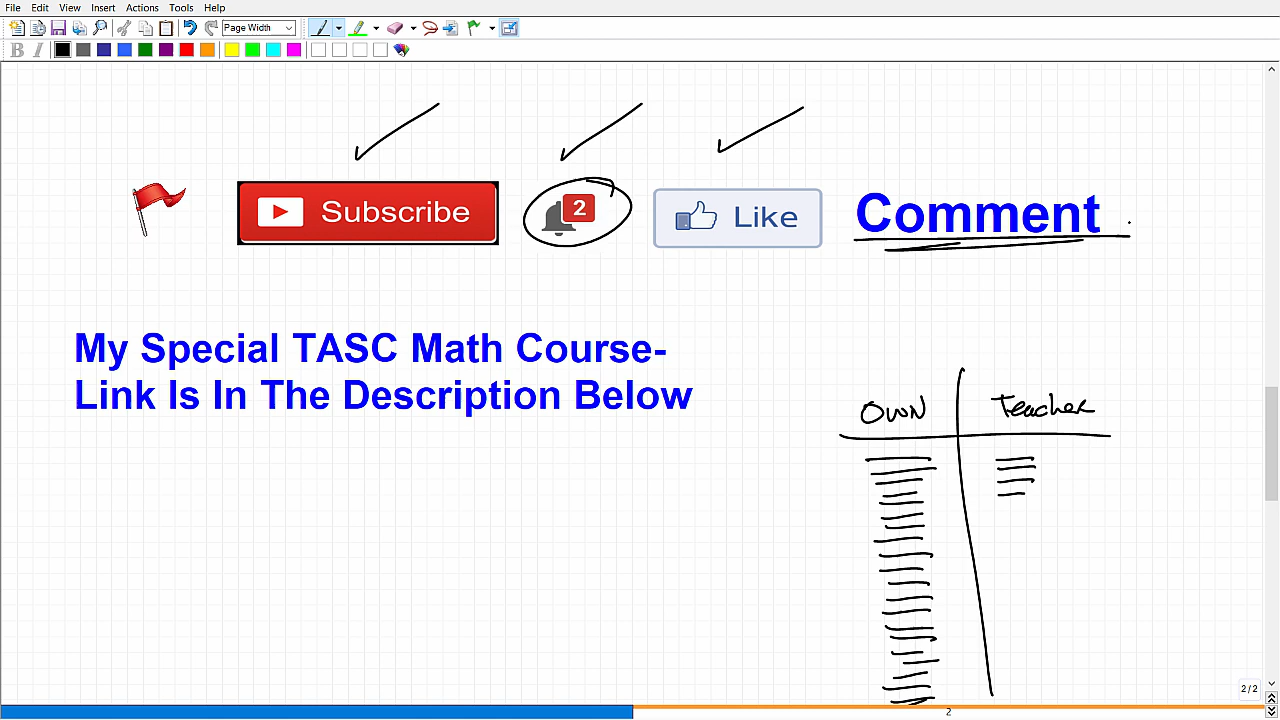 File Edit View Insert Actions Tools Help
Page Width
B I
Subscribe 2 Like Comment
My Special TASC Math Course-
Link Is In The Description Below
OWN Teacher
2/2
2